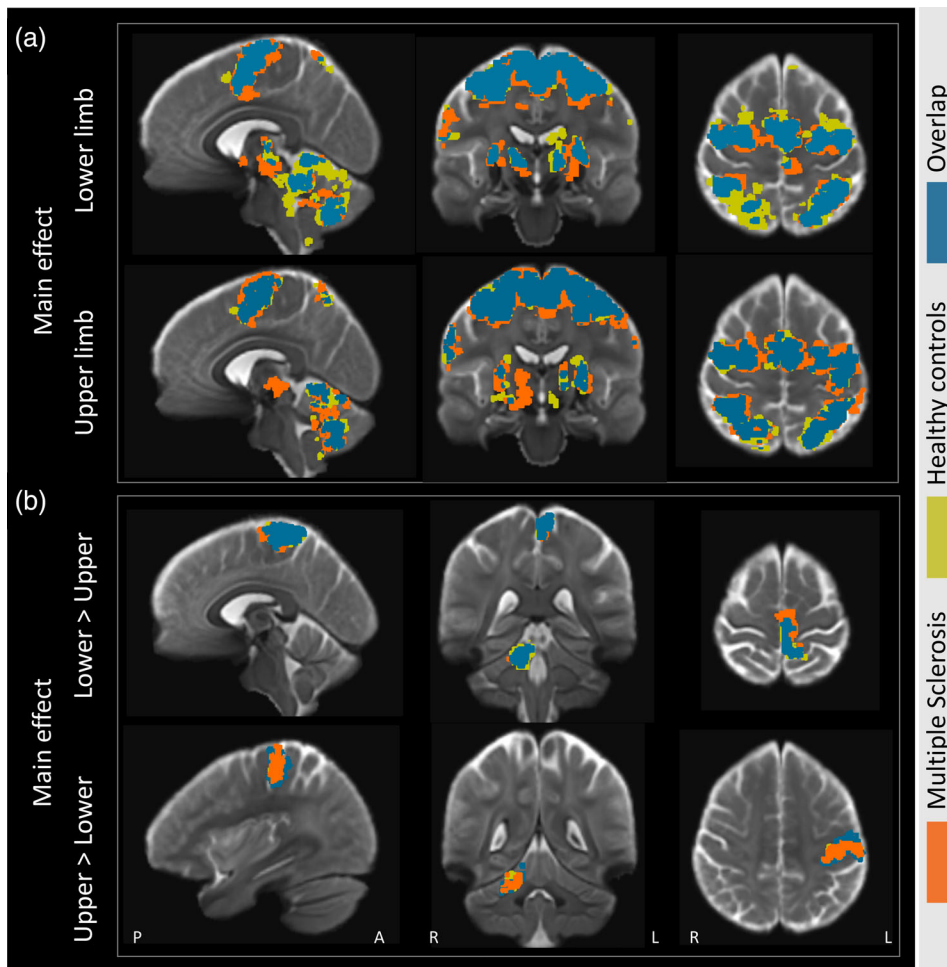 (a)
Main effect
Lower limb
Upper limb
(b)
Main effect
Lower > Upper
Upper > Lower
P
A
R
L
R
L
Overlap
Healthy controls
Multiple Sclerosis